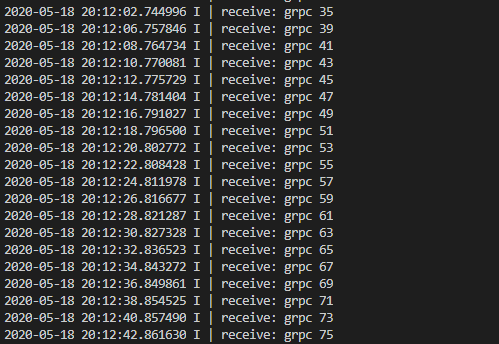 2020-05-18 20:12:02.744996 I | receive: grpc 35
2020-05-18 20:12:06.757846 I | receive: grpc 39
2020-05-18 20:12:08.764734 I | receive: grpc 41
2020-05-18 20:12:10.770081 I | receive: grpc 43
2020-05-18 20:12:12.775729 I | receive: grpc 45
2020-05-18 20:12:14.781404 I | receive: grpc 47
2020-05-18 20:12:16.791027 I | receive: grpc 49
2020-05-18 20:12:18.796500 I | receive: grpc 51
2020-05-18 20:12:20.802772 I | receive: grpc 53
2020-05-18 20:12:22.808428 I | receive: grpc 55
2020-05-18 20:12:24.811978 I | receive: grpc 57
2020-05-18 20:12:26.816677 I | receive: grpc 59
2020-05-18 20:12:28.821287 I | receive: grpc 61
2020-05-18 20:12:30.827328 I | receive: grpc 63
2020-05-18 20:12:32.836523 I | receive: grpc 65
2020-05-18 20:12:34.843272 I | receive: grpc 67
2020-05-18 20:12:36.849861 I | receive: grpc 69
2020-05-18 20:12:38.854525 I | receive: grpc 71
2020-05-18 20:12:40.857490 I | receive: grpc 73
2020-05-18 20:12:42.861630 I | receive: grpc 75